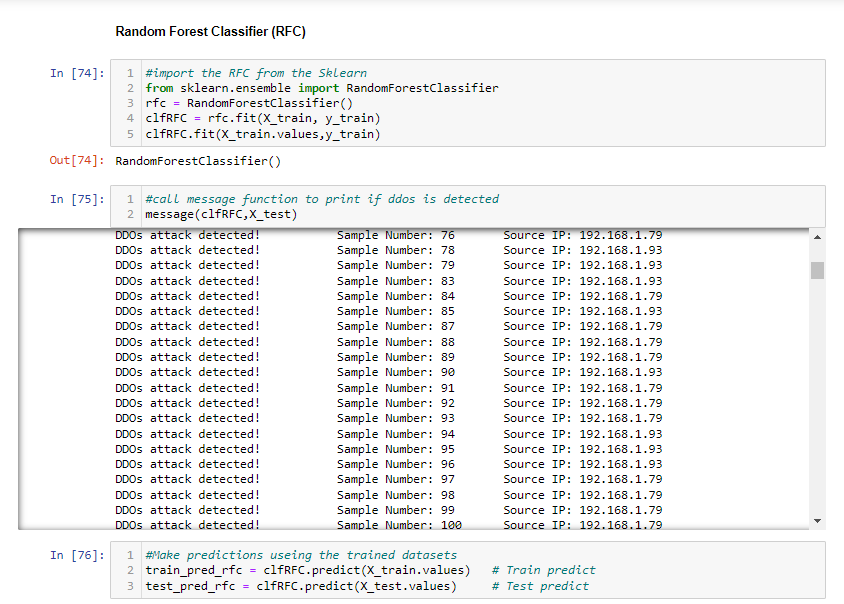 Random Forest Classifier (RFC)
In [74]:
1 #import the RFC from the Sklearn
2 from sklearn.ensemble import RandomForestClassifier
3 rfc = RandomForestClassifier()
4 clfRFC = rfc.fit(X_train, y_train)
5 clfRFC.fit(X_train.values,y_train)
Out[74]: RandomForestClassifier()
In [75]:
1 #call message function to print if ddos is detected
2 message(clfRFC,X_test)
DDOs attack detected! Sample Number: 76 Source IP: 192.168.1.79
DDOs attack detected! Sample Number: 78 Source IP: 192.168.1.93
DDOs attack detected! Sample Number: 79 Source IP: 192.168.1.93
DDOs attack detected! Sample Number: 83 Source IP: 192.168.1.93
DDOs attack detected! Sample Number: 84 Source IP: 192.168.1.79
DDOs attack detected! Sample Number: 85 Source IP: 192.168.1.93
DDOs attack detected! Sample Number: 87 Source IP: 192.168.1.79
DDOs attack detected! Sample Number: 88 Source IP: 192.168.1.79
DDOs attack detected! Sample Number: 89 Source IP: 192.168.1.79
DDOs attack detected! Sample Number: 90 Source IP: 192.168.1.93
DDOs attack detected! Sample Number: 91 Source IP: 192.168.1.79
DDOs attack detected! Sample Number: 92 Source IP: 192.168.1.79
DDOs attack detected! Sample Number: 93 Source IP: 192.168.1.79
DDOs attack detected! Sample Number: 94 Source IP: 192.168.1.93
DDOs attack detected! Sample Number: 95 Source IP: 192.168.1.93
DDOs attack detected! Sample Number: 96 Source IP: 192.168.1.93
DDOs attack detected! Sample Number: 97 Source IP: 192.168.1.79
DDOs attack detected! Sample Number: 98 Source IP: 192.168.1.79
DDOs attack detected! Sample Number: 99 Source IP: 192.168.1.79
DDOs attack detected! Sample Number: 100 Source IP: 192.168.1.79
In [76]:
1 #Make predictions useing the trained datasets
2 train_pred_rfc = clfRFC.predict(X_train.values) # Train predict
3 test_pred_rfc = clfRFC.predict(X_test.values) # Test predict